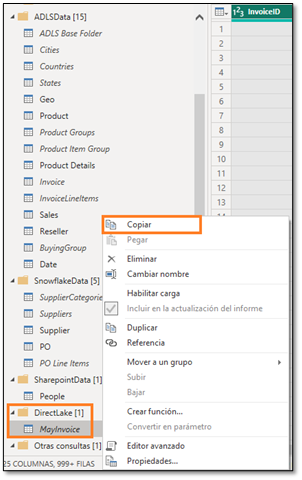 ADLSData [15]
ADLS Base Folder
Cities
Countries
States
Geo
Product
Product Groups
Product Item Group
Product Details
Invoice
InvoiceLineItems
Sales
Reseller
BuyingGroup
Date
SnowflakeData [5]
SupplierCategorie
Suppliers
Supplier
PO
PO Line Items
SharepointData [1]
People
DirectLake [1]
MayInvoice
Otras consultas [1]
25 COLUMNAS, 999+ FILAS
1²3 InvoiceID
1
2
3
4
5
6
7
8
9
10
11
12
13
14
Copiar
Pegar
Eliminar
Cambiar nombre
Habilitar carga
Incluir en la actualización del informe
Duplicar
Referencia
Mover a un grupo
Subir
Bajar
Crear función...
Convertir en parámetro
Editor avanzado
Propiedades...